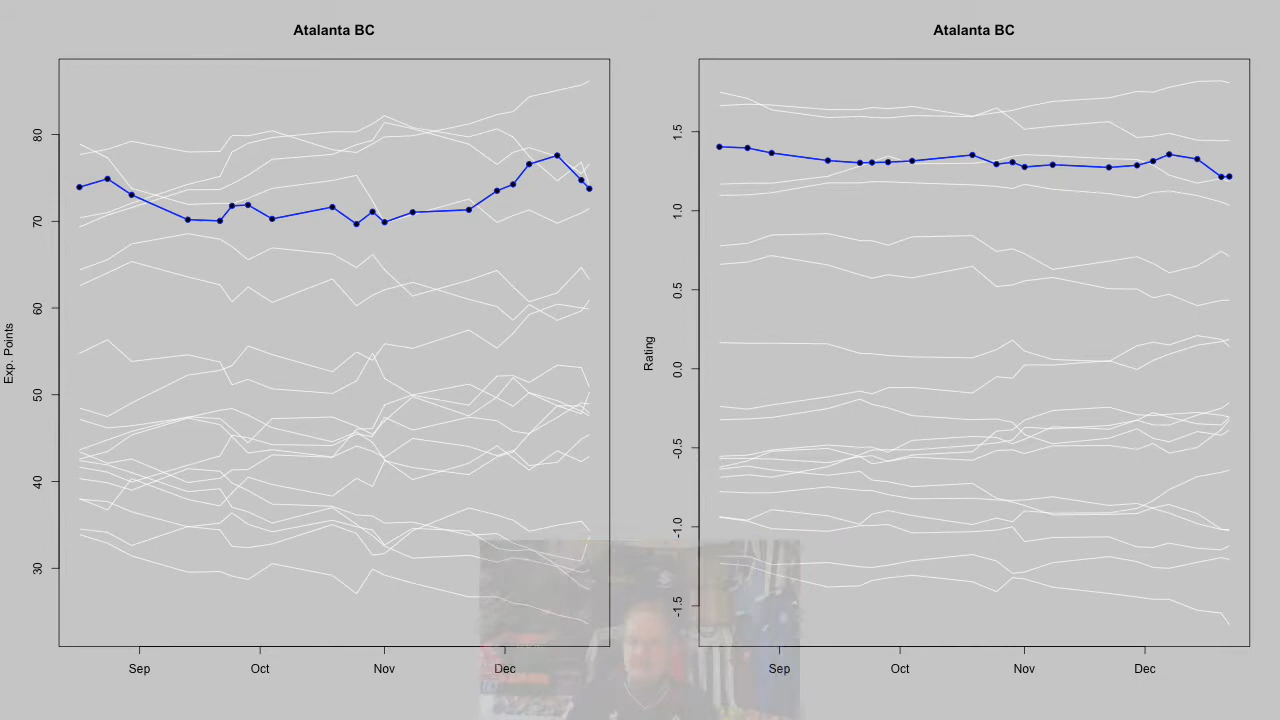 Atalanta BC
Exp. Points
80
70
60
50
40
30
Sep
Oct
Nov
Dec
Atalanta BC
Rating
1.5
1.0
0.5
0.0
-0.5
-1.0
-1.5
Sep
Oct
Nov
Dec